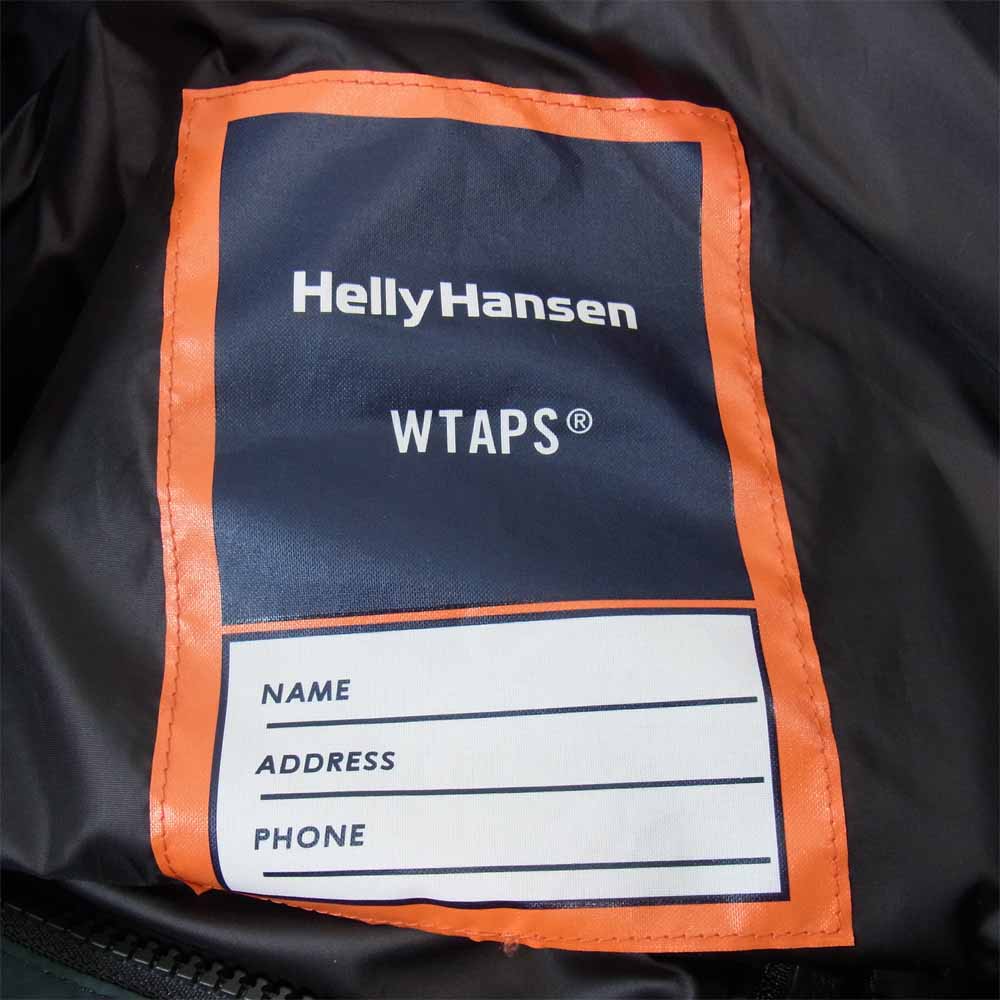 HellyHansen
WTAPS®
NAME
ADDRESS
PHONE